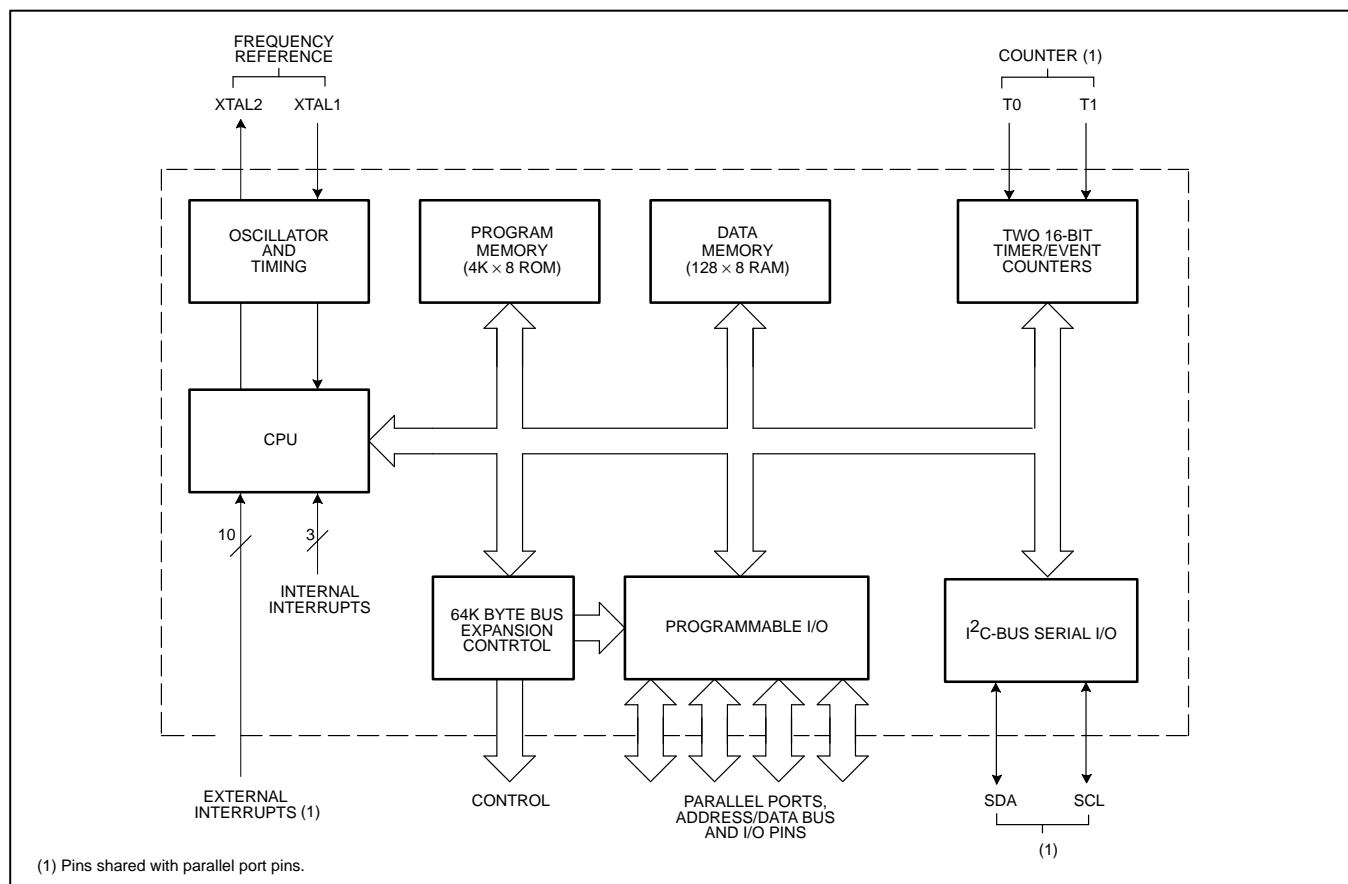 FREQUENCY
REFERENCE
XTAL2 XTAL1
COUNTER (1)
T0 T1
OSCILLATOR
AND
TIMING
PROGRAM
MEMORY
(4K × 8 ROM)
DATA
MEMORY
(128 × 8 RAM)
TWO 16-BIT
TIMER/EVENT
COUNTERS
CPU
10 3
INTERNAL
INTERRUPTS
64K BYTE BUS
EXPANSION
CONTRTOL
PROGRAMMABLE I/O
I²C-BUS SERIAL I/O
EXTERNAL
INTERRUPTS (1)
CONTROL
PARALLEL PORTS,
ADDRESS/DATA BUS
AND I/O PINS
SDA SCL
(1)
(1) Pins shared with parallel port pins.